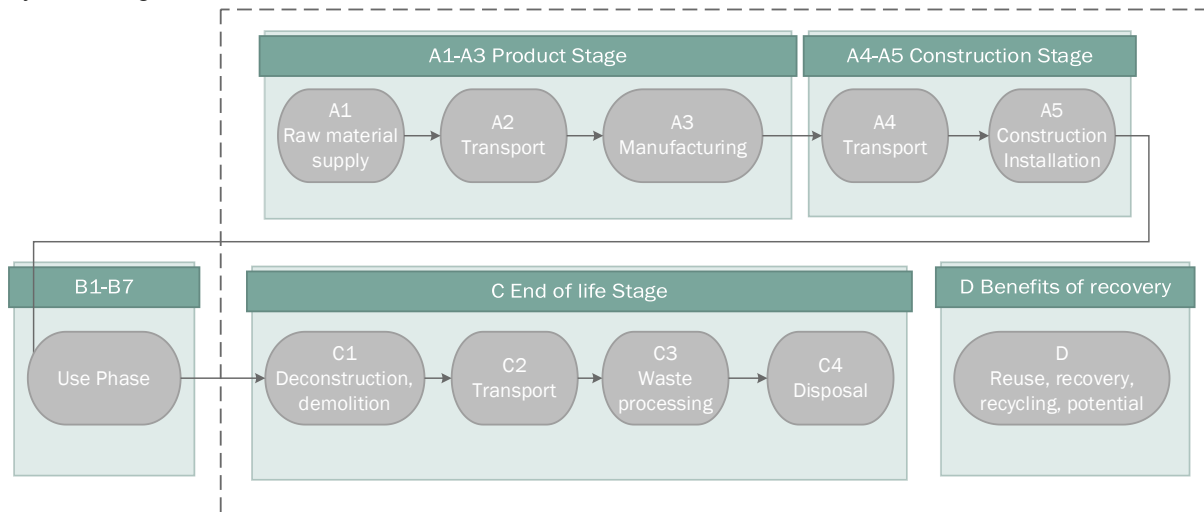 A1-A3 Product Stage
A4-A5 Construction Stage
A1
Raw material
supply
A2
Transport
A3
Manufacturing
A4
Transport
A5
Construction
Installation
B1-B7
C End of life Stage
D Benefits of recovery
Use Phase
C1
Deconstruction,
demolition
C2
Transport
C3
Waste
processing
C4
Disposal
D
Reuse, recovery,
recycling, potential